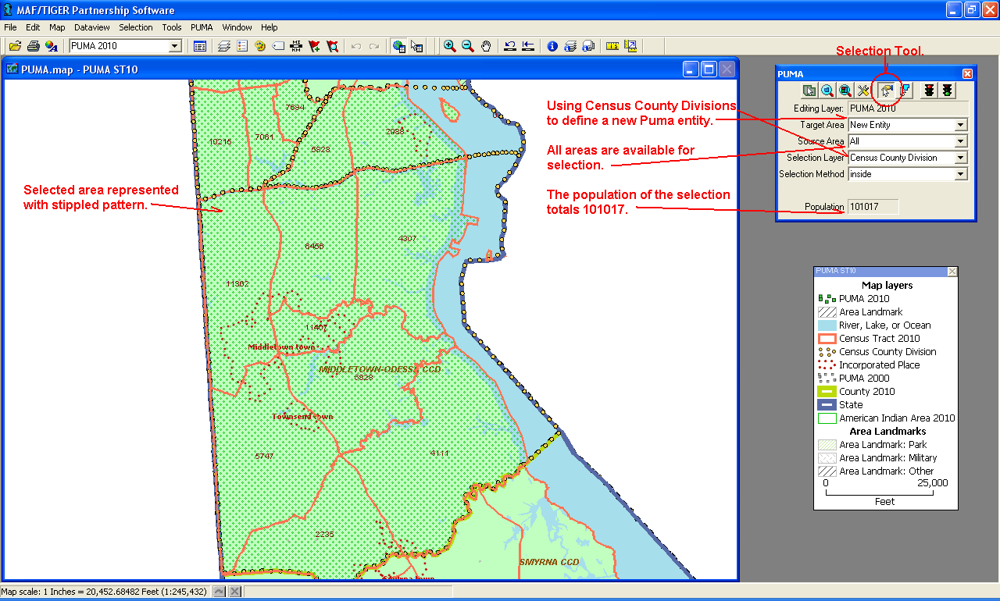 MAF/TIGER Partnership Software
File Edit Map Dataview Selection Tools PUMA Window Help
PUMA 2010
MI
KM
Selection Tool.
PUMA.map - PUMA ST10
PUMA
Editing Layer: PUMA 2010
Target Area New Entity
Source Area All
Selection Layer Census County Division
Selection Method inside
Population 101017
Using Census County Divisions
to define a new Puma entity.
All areas are available for
selection.
The population of the selection
totals 101017.
Selected area represented
with stippled pattern.
7684
7061
2988
5828
6456
4307
11362
11407
Middletown town
6828
Townsend town
5747
4111
2235
SMYRNA CCD
PUMA ST10
Map layers
PUMA 2010
Area Landmark
River, Lake, or Ocean
Census Tract 2010
Census County Division
Incorporated Place
PUMA 2000
County 2010
State
American Indian Area 2010
Area Landmarks
Area Landmark: Park
Area Landmark: Military
Area Landmark: Other
0 25,000
Feet
Map scale: 1 Inches = 20,452.68482 Feet (1:245,432)